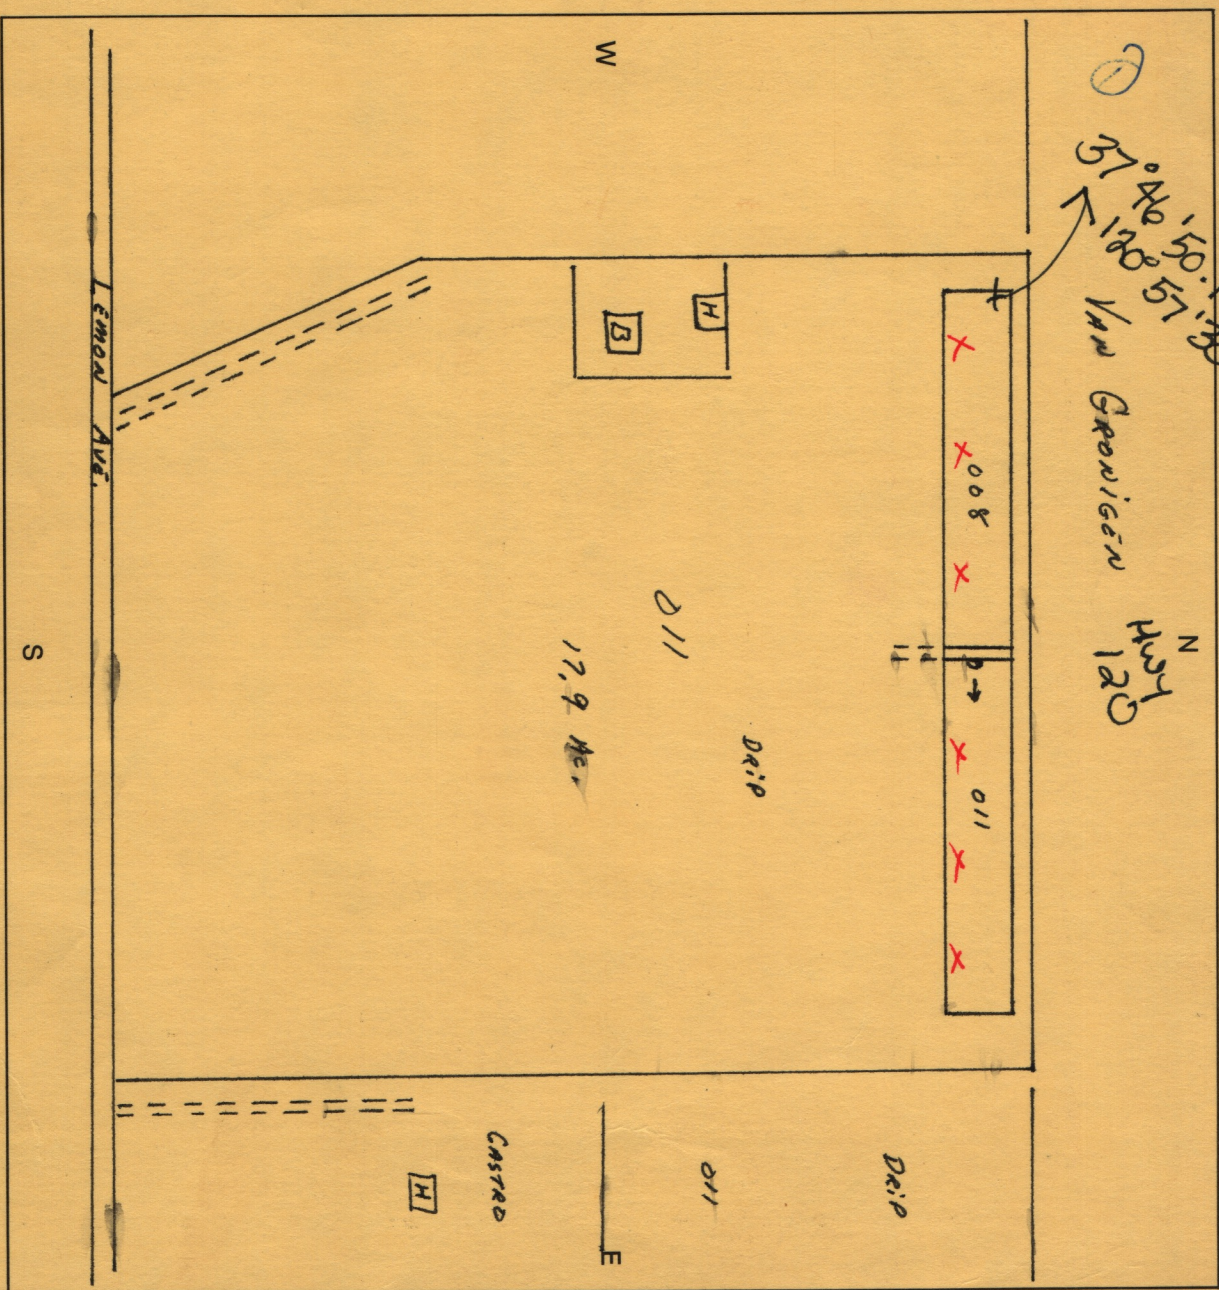 N
Hwy
120
①
37° 46' 50.
120° 57'
VAN GRONIGEN
W
008
D →
011
H
B
DRIP
011
17,9 Ac.
DRIP
011
E
CASTRO
H
LEMON AVE.
S